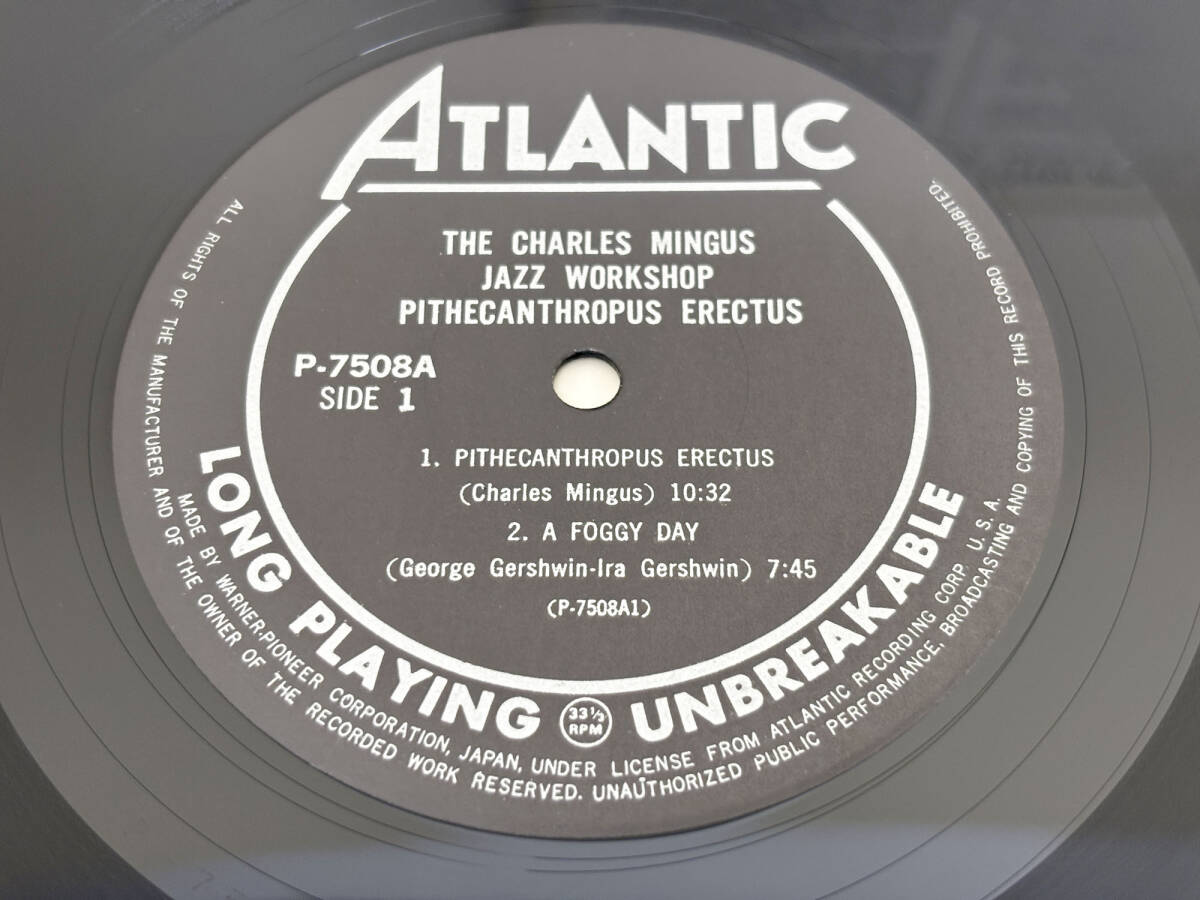 ATLANTIC
THE CHARLES MINGUS
JAZZ WORKSHOP
PITHECANTHROPUS ERECTUS
P-7508A
SIDE 1
1. PITHECANTHROPUS ERECTUS
(Charles Mingus) 10:32
2. A FOGGY DAY
(George Gershwin-Ira Gershwin) 7:45
(P-7508A1)
LONG PLAYING 33 1/3 RPM UNBREAKABLE
MADE BY WARNER-PIONEER CORPORATION, JAPAN, UNDER LICENSE FROM ATLANTIC RECORDING CORP. U.S.A.
ALL RIGHTS OF THE MANUFACTURER AND OF THE OWNER OF THE RECORDED WORK RESERVED. UNAUTHORIZED PUBLIC PERFORMANCE, BROADCASTING AND COPYING OF THIS RECORD PROHIBITED.